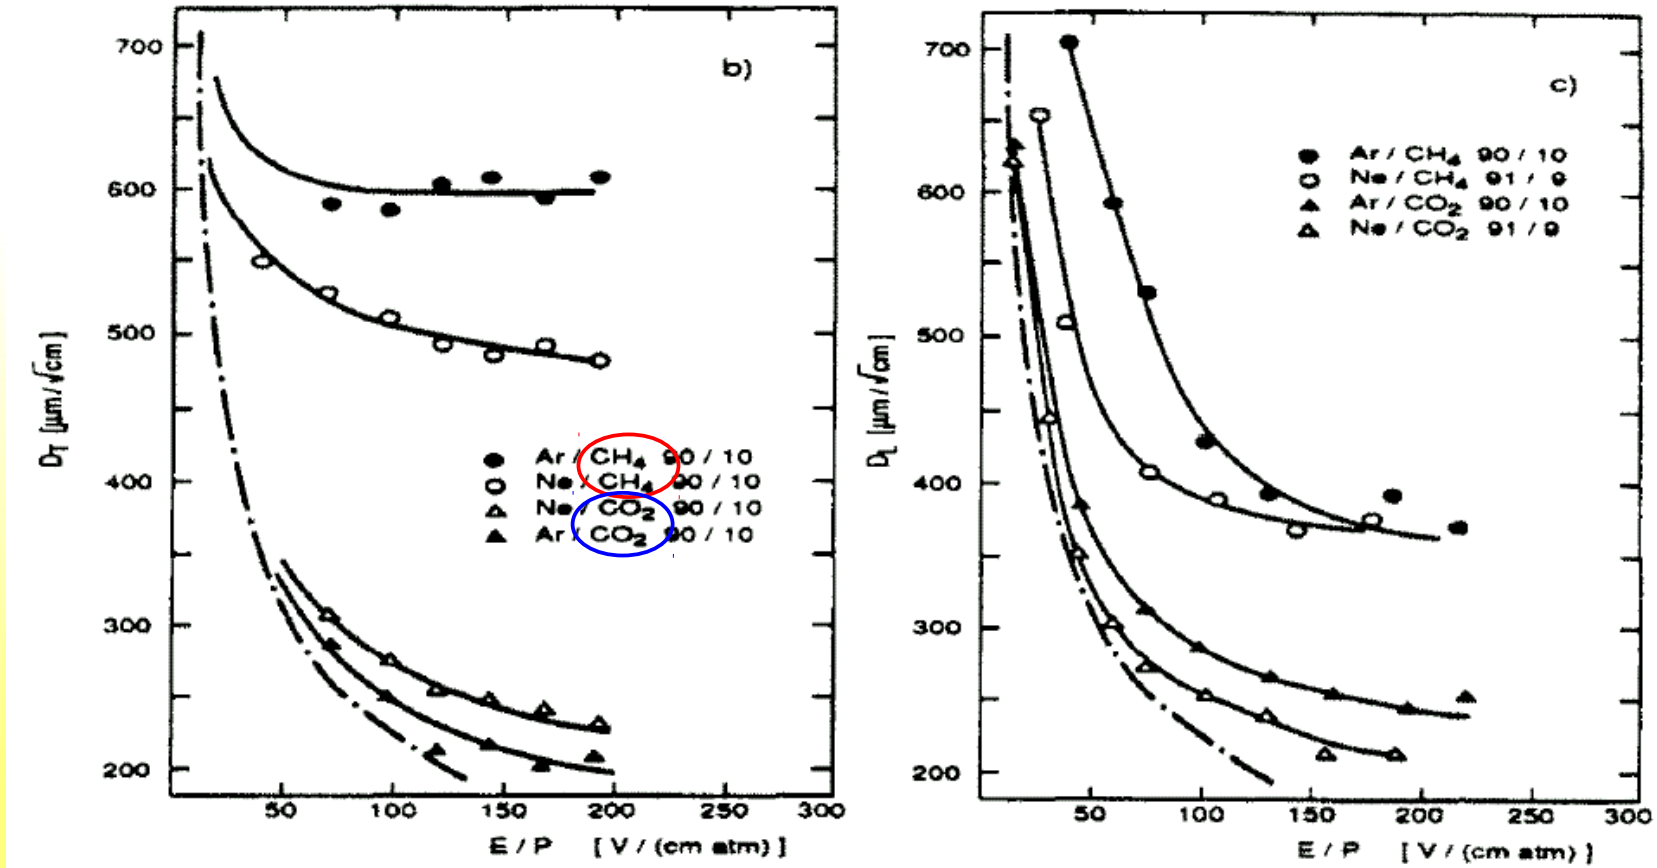 b)
700
600
500
400
300
200
D_T [μm/√cm]
Ar / CH₄ 90 / 10
Ne / CH₄ 90 / 10
Ne / CO₂ 90 / 10
Ar / CO₂ 90 / 10
50 100 150 200 250 300
E / P [ V / (cm atm) ]
c)
700
600
500
400
300
200
D_L [μm/√cm]
Ar / CH₄ 90 / 10
Ne / CH₄ 91 / 9
Ar / CO₂ 90 / 10
Ne / CO₂ 91 / 9
50 100 150 200 250 300
E / P [ V / (cm atm) ]